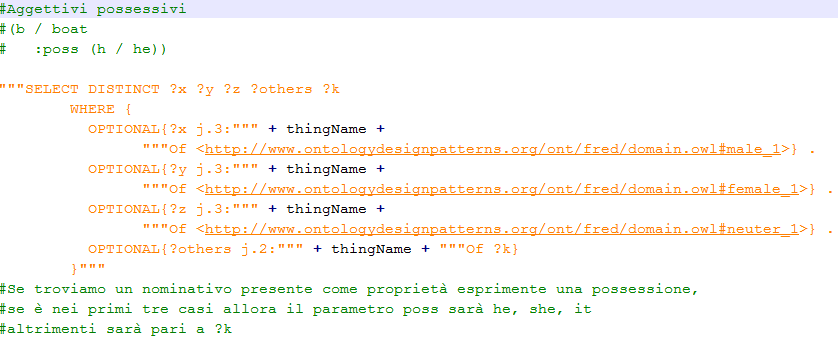 #Aggettivi possessivi
#(b / boat
#   :poss (h / he))
"""SELECT DISTINCT ?x ?y ?z ?others ?k
WHERE {
OPTIONAL{?x j.3:""" + thingName +
"""Of <http://www.ontologydesignpatterns.org/ont/fred/domain.owl#male_1>} .
OPTIONAL{?y j.3:""" + thingName +
"""Of <http://www.ontologydesignpatterns.org/ont/fred/domain.owl#female_1>} .
OPTIONAL{?z j.3:""" + thingName +
"""Of <http://www.ontologydesignpatterns.org/ont/fred/domain.owl#neuter_1>} .
OPTIONAL{?others j.2:""" + thingName + """Of ?k}
}"""
#Se troviamo un nominativo presente come proprietà esprimente una possessione,
#se è nei primi tre casi allora il parametro poss sarà he, she, it
#altrimenti sarà pari a ?k